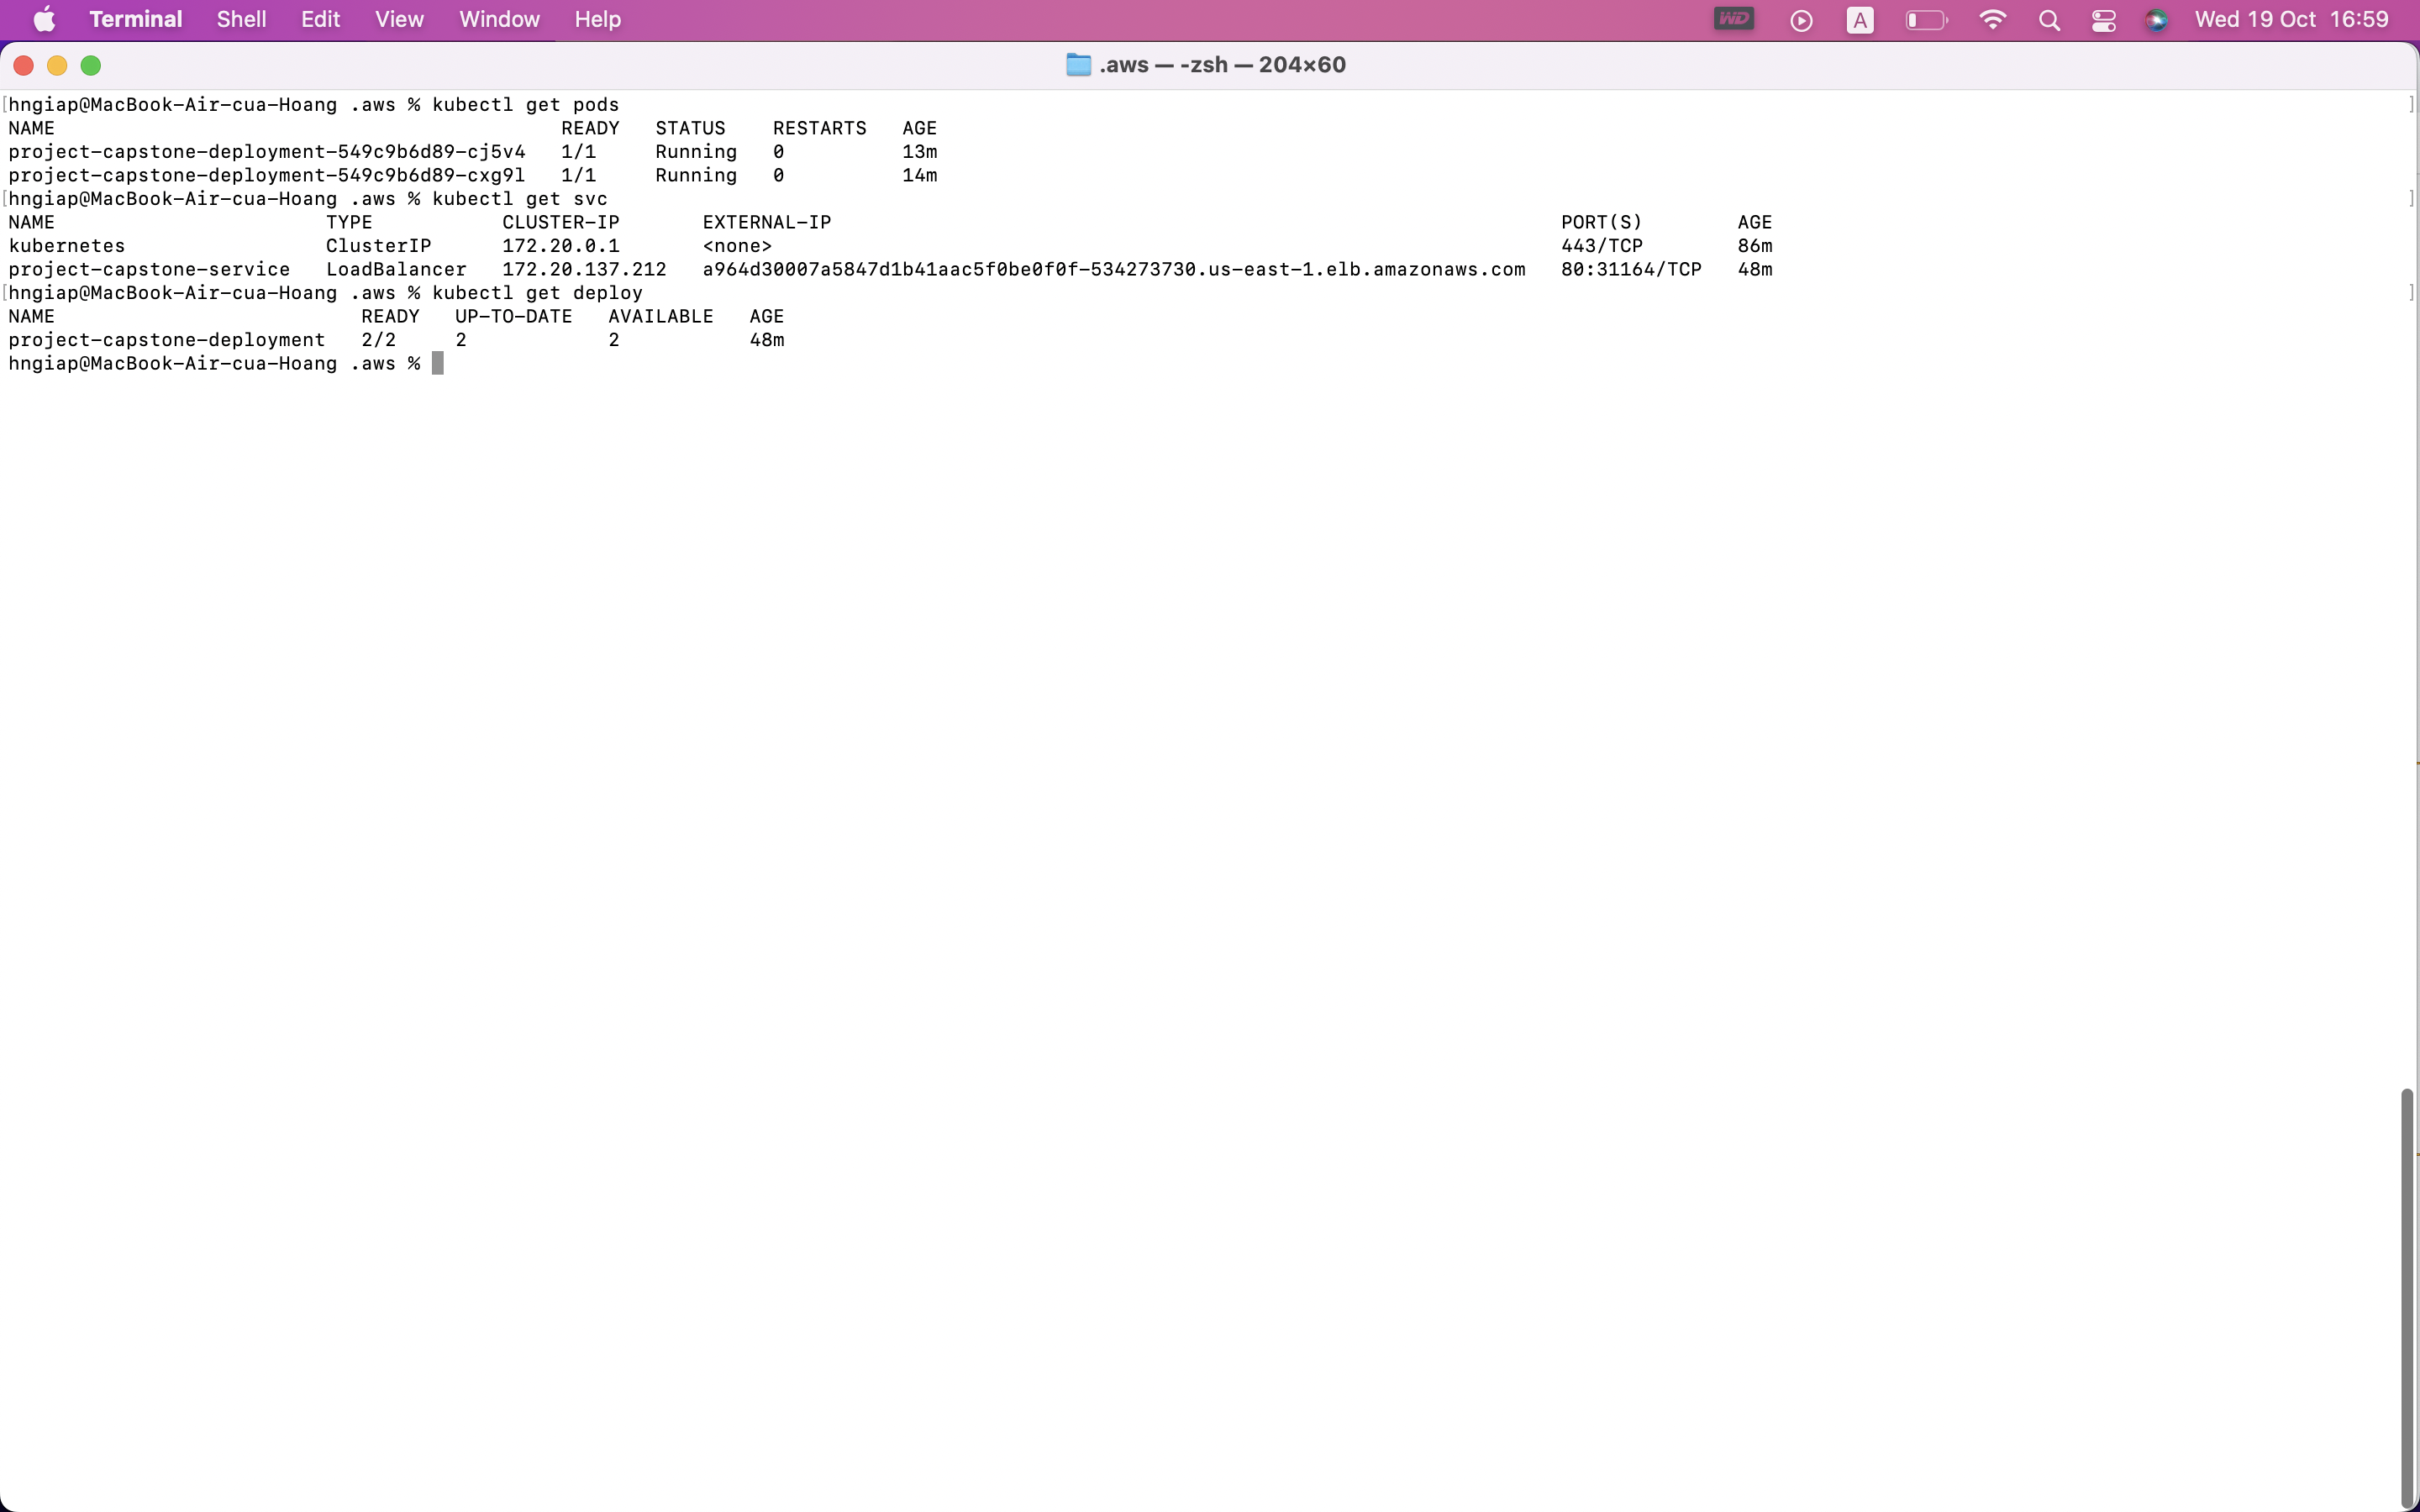 Terminal Shell Edit View Window Help WD A Wed 19 Oct 16:59
.aws — -zsh — 204×60
hngiap@MacBook-Air-cua-Hoang .aws % kubectl get pods
NAME READY STATUS RESTARTS AGE
project-capstone-deployment-549c9b6d89-cj5v4 1/1 Running 0 13m
project-capstone-deployment-549c9b6d89-cxg9l 1/1 Running 0 14m
hngiap@MacBook-Air-cua-Hoang .aws % kubectl get svc
NAME TYPE CLUSTER-IP EXTERNAL-IP PORT(S) AGE
kubernetes ClusterIP 172.20.0.1 <none> 443/TCP 86m
project-capstone-service LoadBalancer 172.20.137.212 a964d30007a5847d1b41aac5f0be0f0f-534273730.us-east-1.elb.amazonaws.com 80:31164/TCP 48m
hngiap@MacBook-Air-cua-Hoang .aws % kubectl get deploy
NAME READY UP-TO-DATE AVAILABLE AGE
project-capstone-deployment 2/2 2 2 48m
hngiap@MacBook-Air-cua-Hoang .aws %